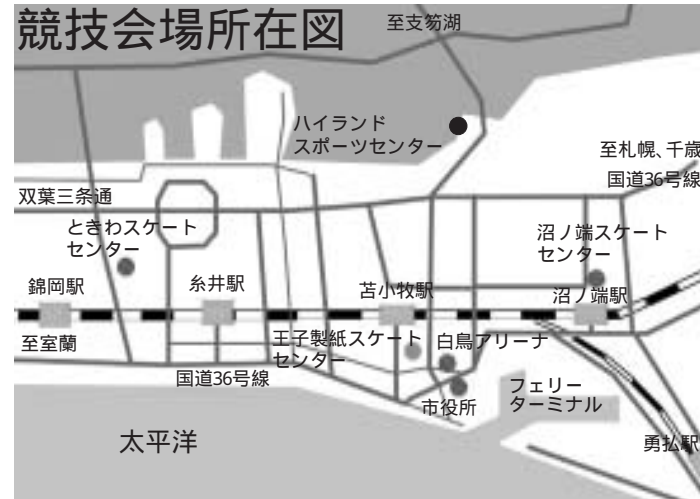 競技会場所在図
至支笏湖
ハイランド
スポーツセンター
至札幌、千歳
国道36号線
双葉三条通
ときわスケート
センター
沼ノ端スケート
センター
錦岡駅
糸井駅
苫小牧駅
沼ノ端駅
至室蘭
王子製紙スケート
センター
白鳥アリーナ
国道36号線
市役所
フェリー
ターミナル
太平洋
勇払駅